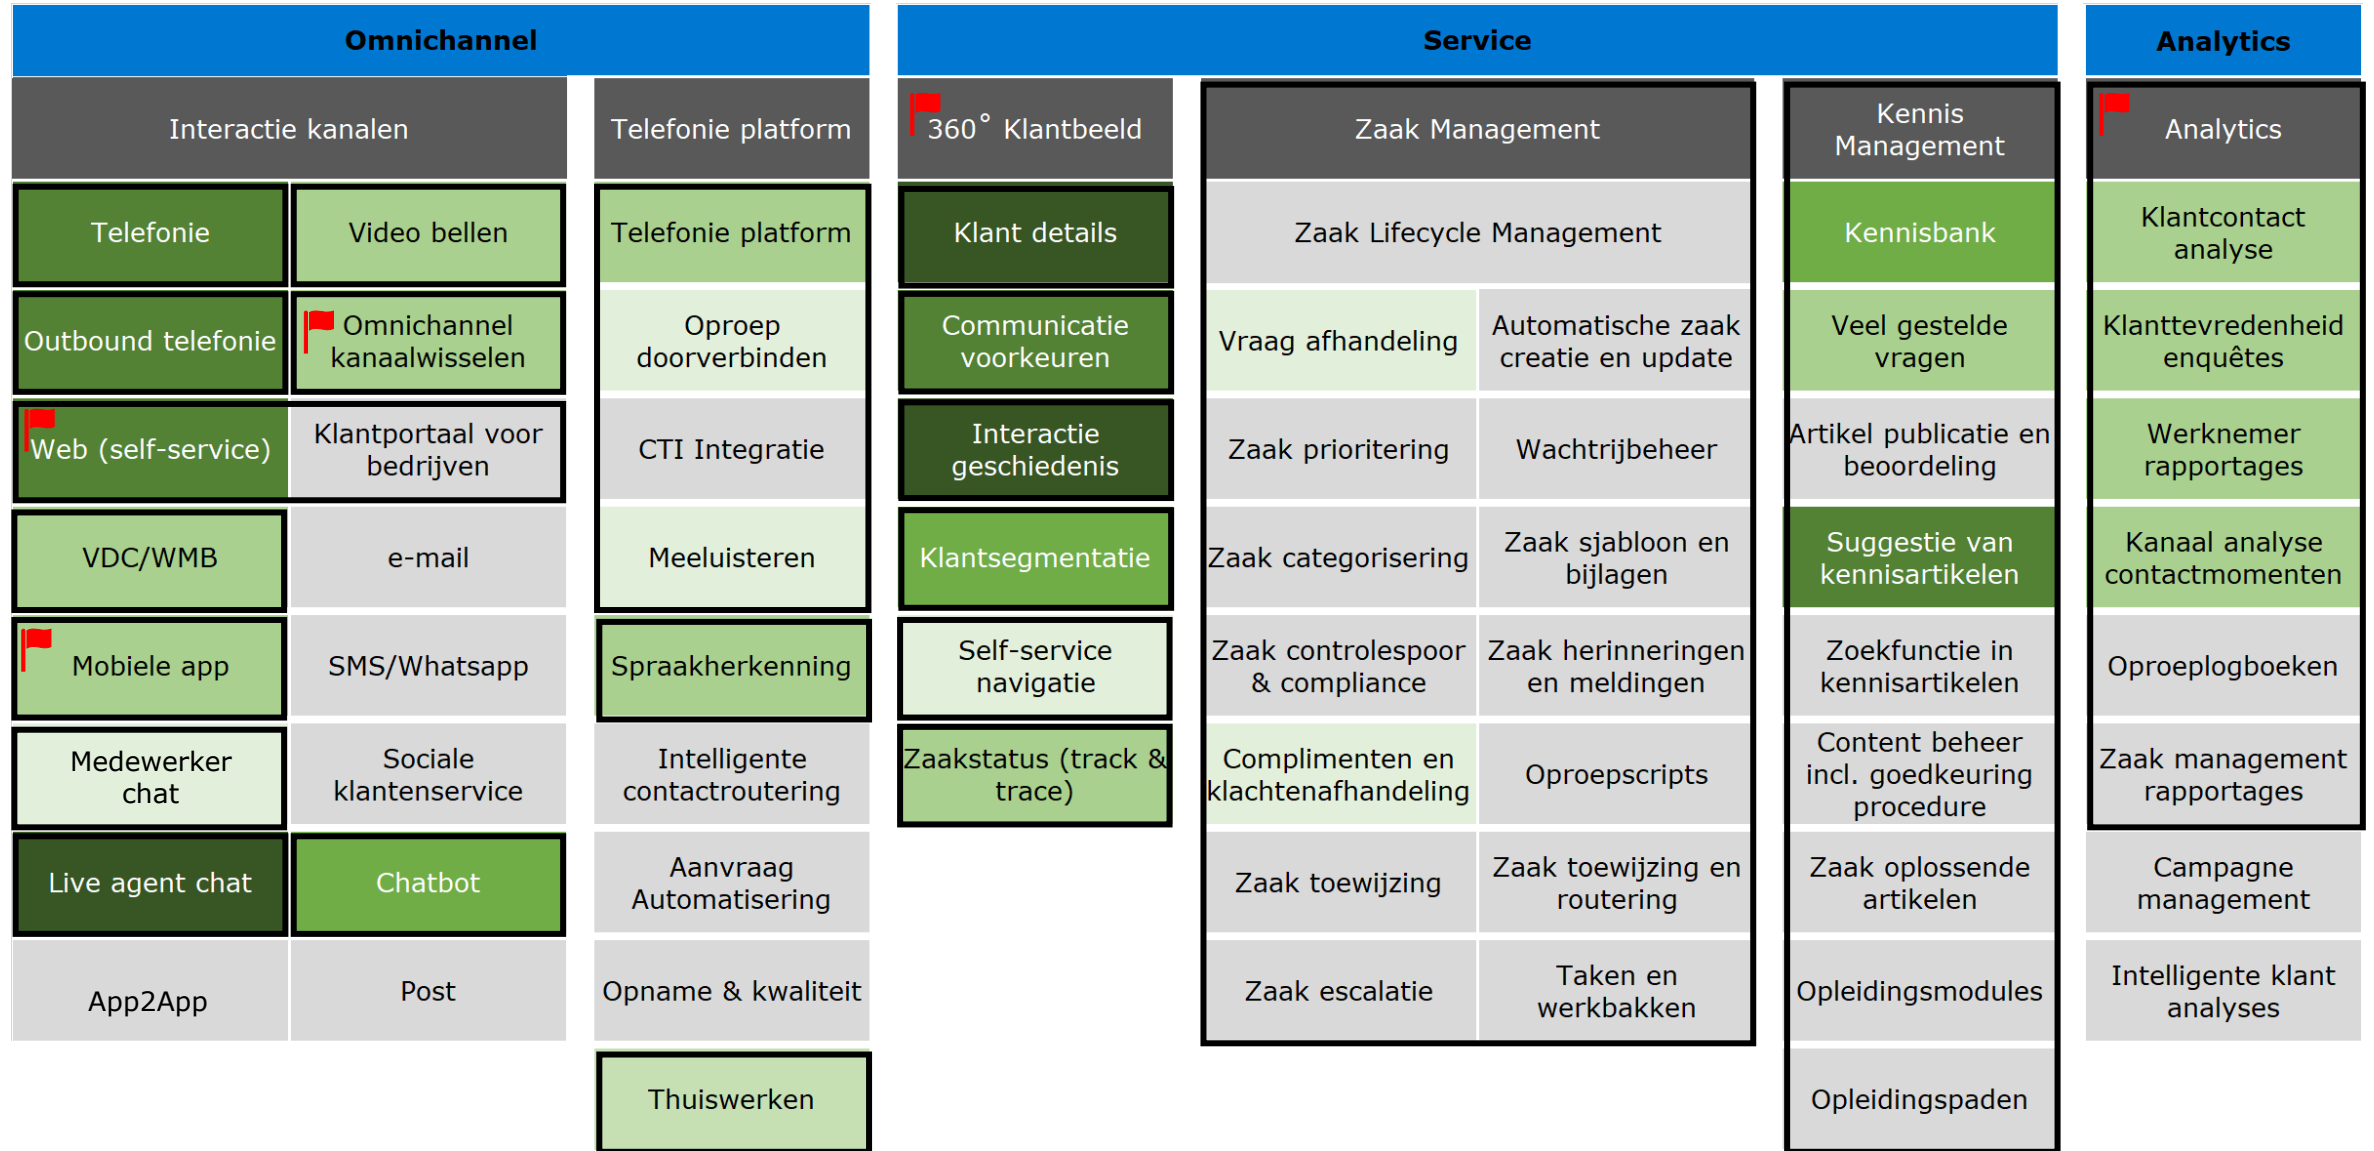 Omnichannel
Service
Analytics
Interactie kanalen
Telefonie platform
360° Klantbeeld
Zaak Management
Kennis
Management
Analytics
Telefonie
Video bellen
Telefonie platform
Klant details
Zaak Lifecycle Management
Kennisbank
Klantcontact
analyse
Outbound telefonie
Omnichannel
kanaalwisselen
Oproep
doorverbinden
Communicatie
voorkeuren
Vraag afhandeling
Automatische zaak
creatie en update
Veel gestelde
vragen
Klanttevredenheid
enquêtes
Web (self-service)
Klantportaal voor
bedrijven
CTI Integratie
Interactie
geschiedenis
Zaak prioritering
Wachtrijbeheer
Artikel publicatie en
beoordeling
Werknemer
rapportages
VDC/WMB
e-mail
Meeluisteren
Klantsegmentatie
Zaak categorisering
Zaak sjabloon en
bijlagen
Suggestie van
kennisartikelen
Kanaal analyse
contactmomenten
Mobiele app
SMS/Whatsapp
Spraakherkenning
Self-service
navigatie
Zaak controlespoor
& compliance
Zaak herinneringen
en meldingen
Zoekfunctie in
kennisartikelen
Oproeplogboeken
Medewerker
chat
Sociale
klantenservice
Intelligente
contactroutering
Zaakstatus (track &
trace)
Complimenten en
klachtenafhandeling
Oproepscripts
Content beheer
incl. goedkeuring
procedure
Zaak management
rapportages
Live agent chat
Chatbot
Aanvraag
Automatisering
Zaak toewijzing
Zaak toewijzing en
routering
Zaak oplossende
artikelen
Campagne
management
App2App
Post
Opname & kwaliteit
Zaak escalatie
Taken en
werkbakken
Opleidingsmodules
Intelligente klant
analyses
Thuiswerken
Opleidingspaden